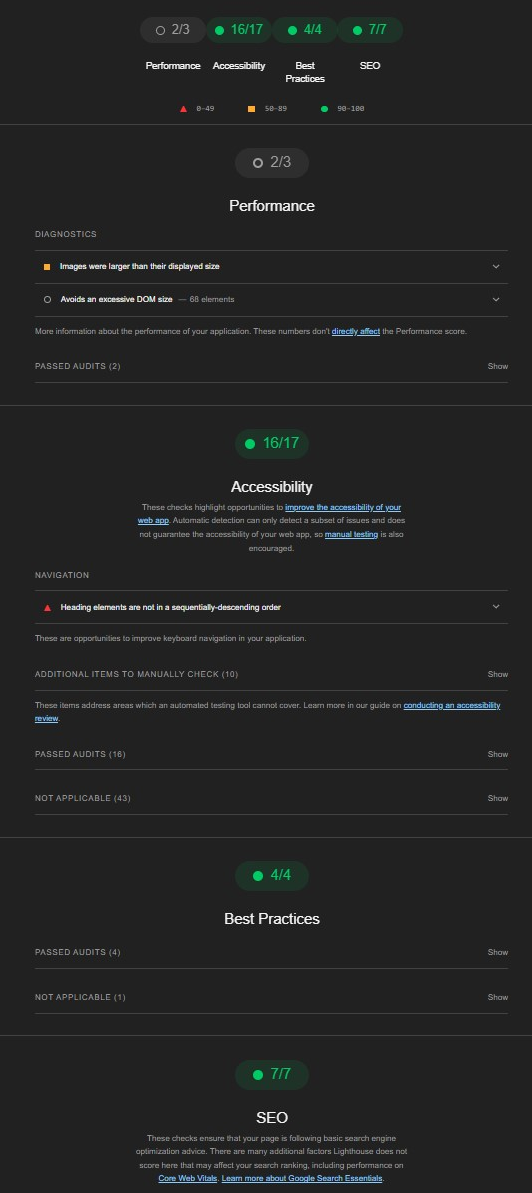 2/3 16/17 4/4 7/7
Performance Accessibility Best Practices SEO
0–49 50–89 90–100
2/3
Performance
DIAGNOSTICS
Images were larger than their displayed size
Avoids an excessive DOM size — 68 elements
More information about the performance of your application. These numbers don't directly affect the Performance score.
PASSED AUDITS (2) Show
16/17
Accessibility
These checks highlight opportunities to improve the accessibility of your
web app. Automatic detection can only detect a subset of issues and does
not guarantee the accessibility of your web app, so manual testing is also
encouraged.
NAVIGATION
Heading elements are not in a sequentially-descending order
These are opportunities to improve keyboard navigation in your application.
ADDITIONAL ITEMS TO MANUALLY CHECK (10) Show
These items address areas which an automated testing tool cannot cover. Learn more in our guide on conducting an accessibility
review.
PASSED AUDITS (16) Show
NOT APPLICABLE (43) Show
4/4
Best Practices
PASSED AUDITS (4) Show
NOT APPLICABLE (1) Show
7/7
SEO
These checks ensure that your page is following basic search engine
optimization advice. There are many additional factors Lighthouse does not
score here that may affect your search ranking, including performance on
Core Web Vitals. Learn more about Google Search Essentials.